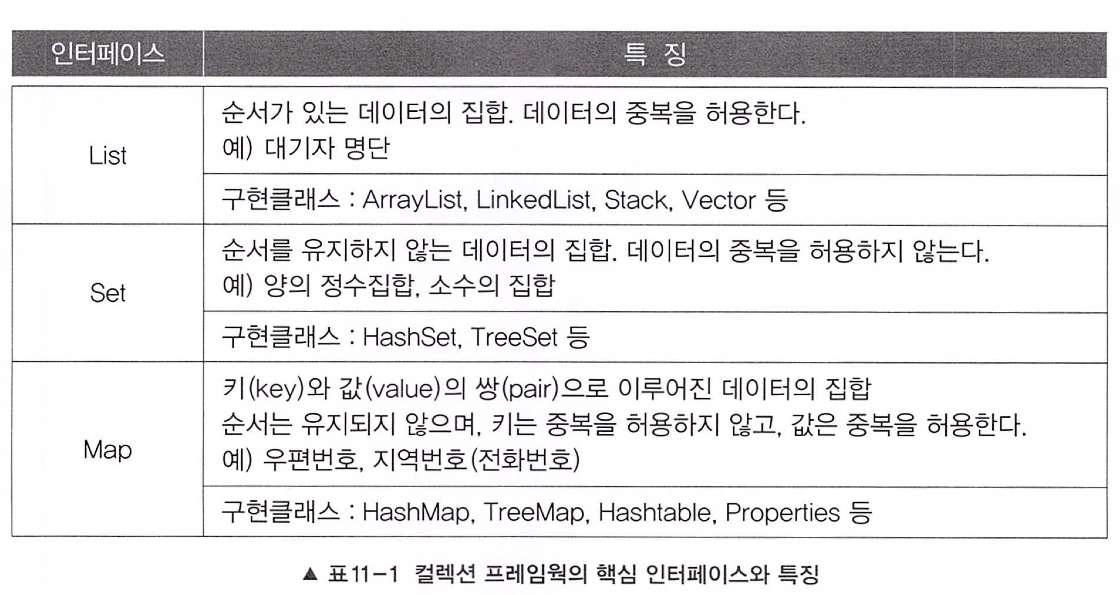 인터페이스 특 징
List
순서가 있는 데이터의 집합. 데이터의 중복을 허용한다.
예) 대기자 명단
구현클래스 : ArrayList, LinkedList, Stack, Vector 등
Set
순서를 유지하지 않는 데이터의 집합. 데이터의 중복을 허용하지 않는다.
예) 양의 정수집합, 소수의 집합
구현클래스 : HashSet, TreeSet 등
Map
키(key)와 값(value)의 쌍(pair)으로 이루어진 데이터의 집합
순서는 유지되지 않으며, 키는 중복을 허용하지 않고, 값은 중복을 허용한다.
예) 우편번호, 지역번호(전화번호)
구현클래스 : HashMap, TreeMap, Hashtable, Properties 등
▲ 표11-1 컬렉션 프레임웍의 핵심 인터페이스와 특징